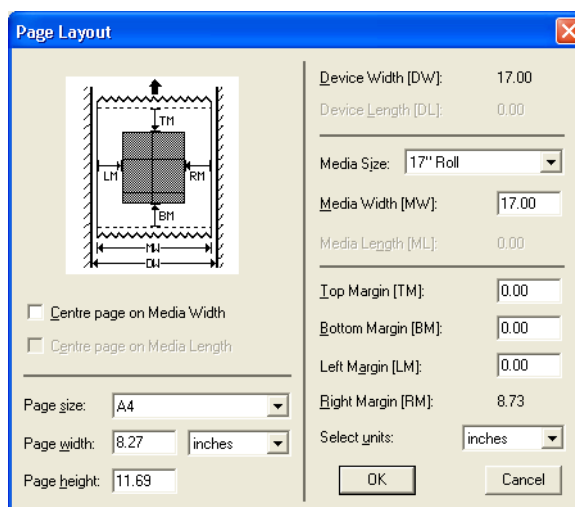 Page Layout
TM
LM
RM
BM
MW
DW
Centre page on Media Width
Centre page on Media Length
Page size: A4
Page width: 8.27 inches
Page height: 11.69
Device Width [DW]: 17.00
Device Length [DL]: 0.00
Media Size: 17" Roll
Media Width [MW]: 17.00
Media Length [ML]: 0.00
Top Margin [TM]: 0.00
Bottom Margin [BM]: 0.00
Left Margin [LM]: 0.00
Right Margin [RM]: 8.73
Select units: inches
OK
Cancel